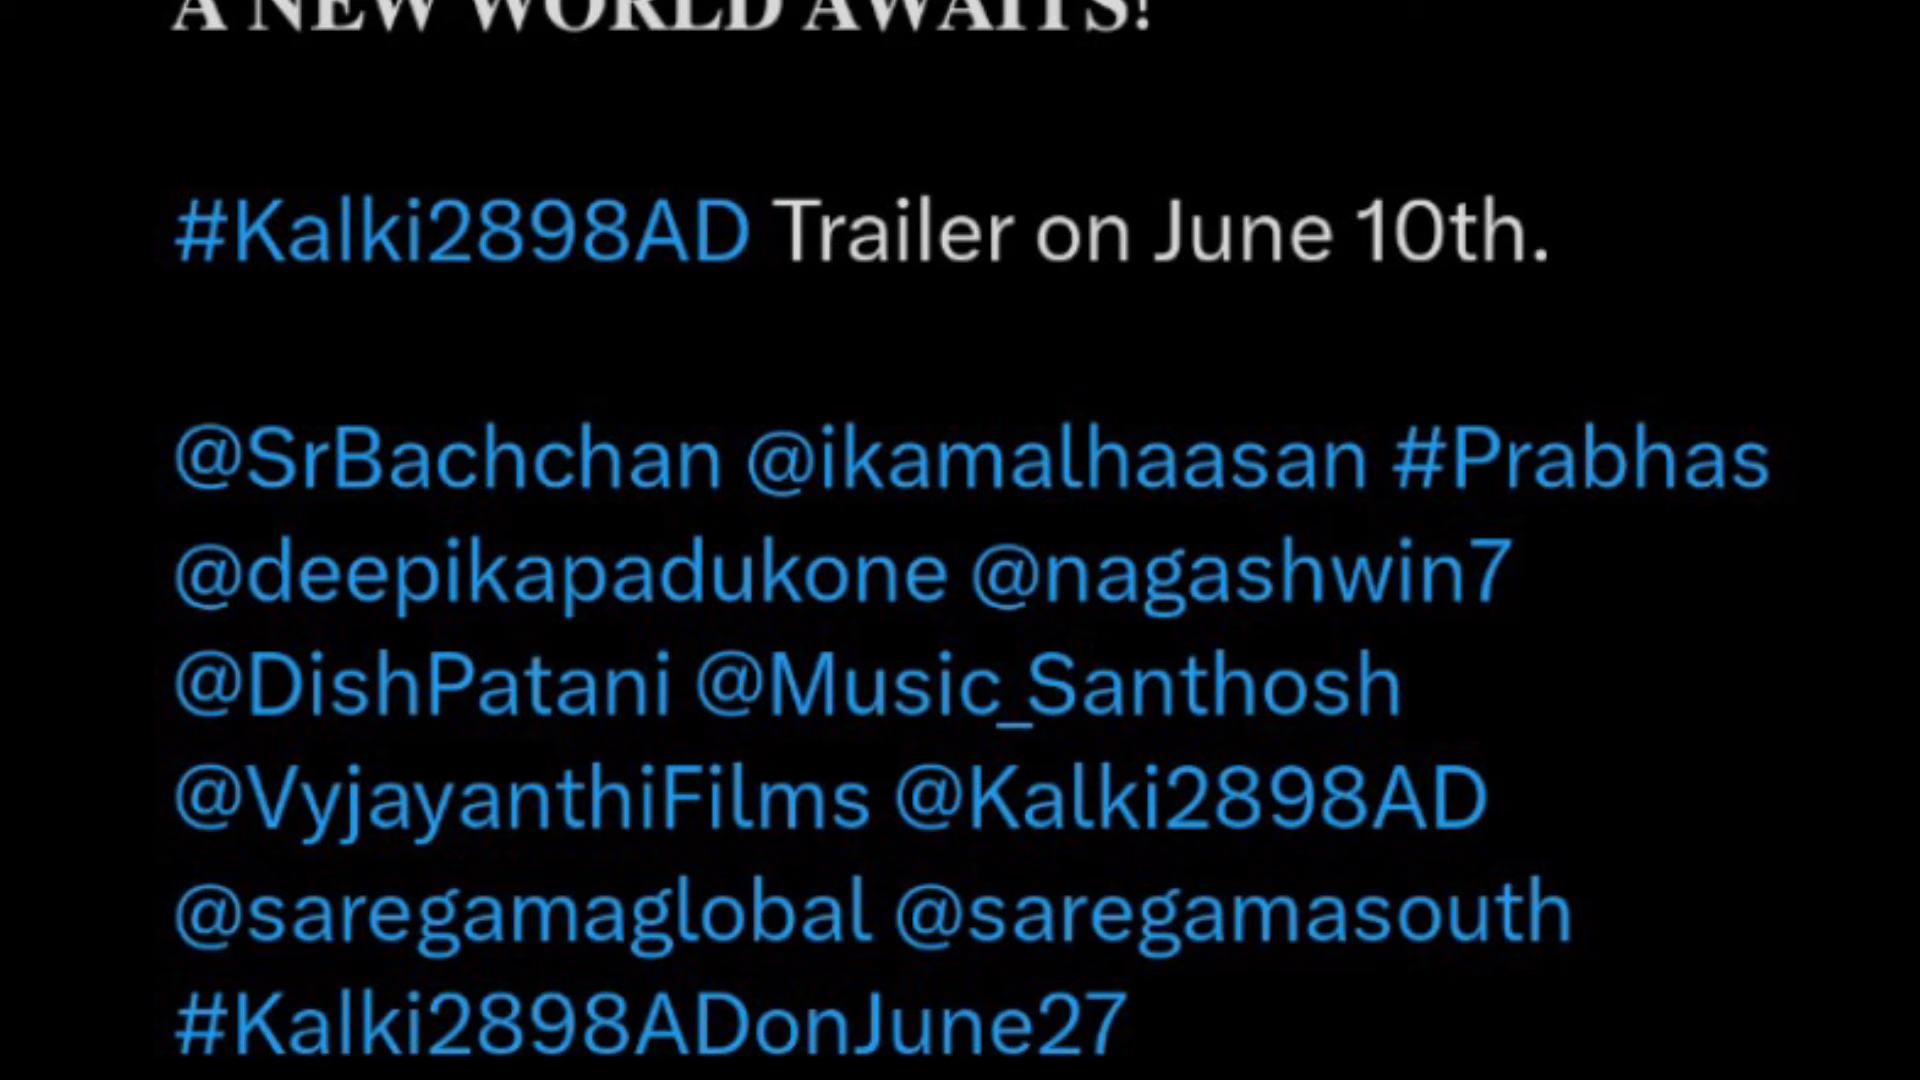 A NEW WORLD AWAITS!
#Kalki2898AD Trailer on June 10th.
@SrBachchan @ikamalhaasan #Prabhas
@deepikapadukone @nagashwin7
@DishPatani @Music_Santhosh
@VyjayanthiFilms @Kalki2898AD
@saregamaglobal @saregamasouth
#Kalki2898ADonJune27